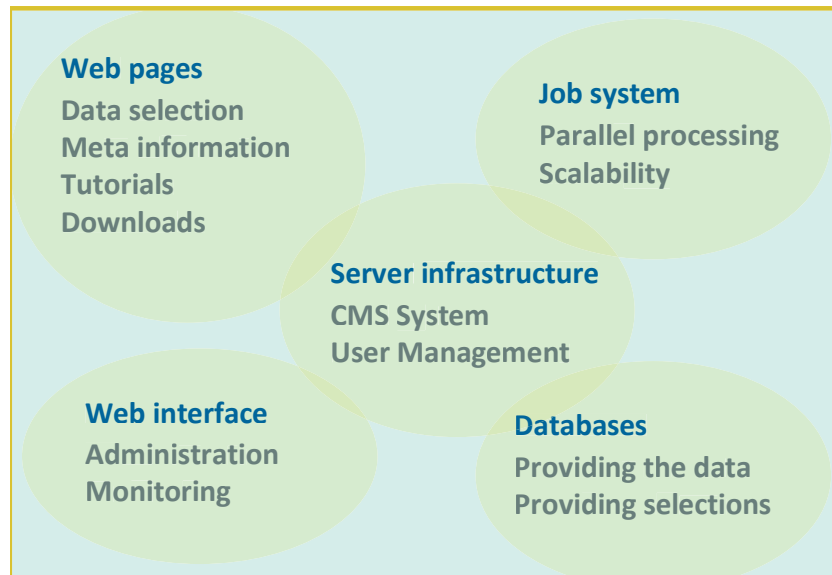 Web pages
Data selection
Meta information
Tutorials
Downloads
Job system
Parallel processing
Scalability
Server infrastructure
CMS System
User Management
Web interface
Administration
Monitoring
Databases
Providing the data
Providing selections